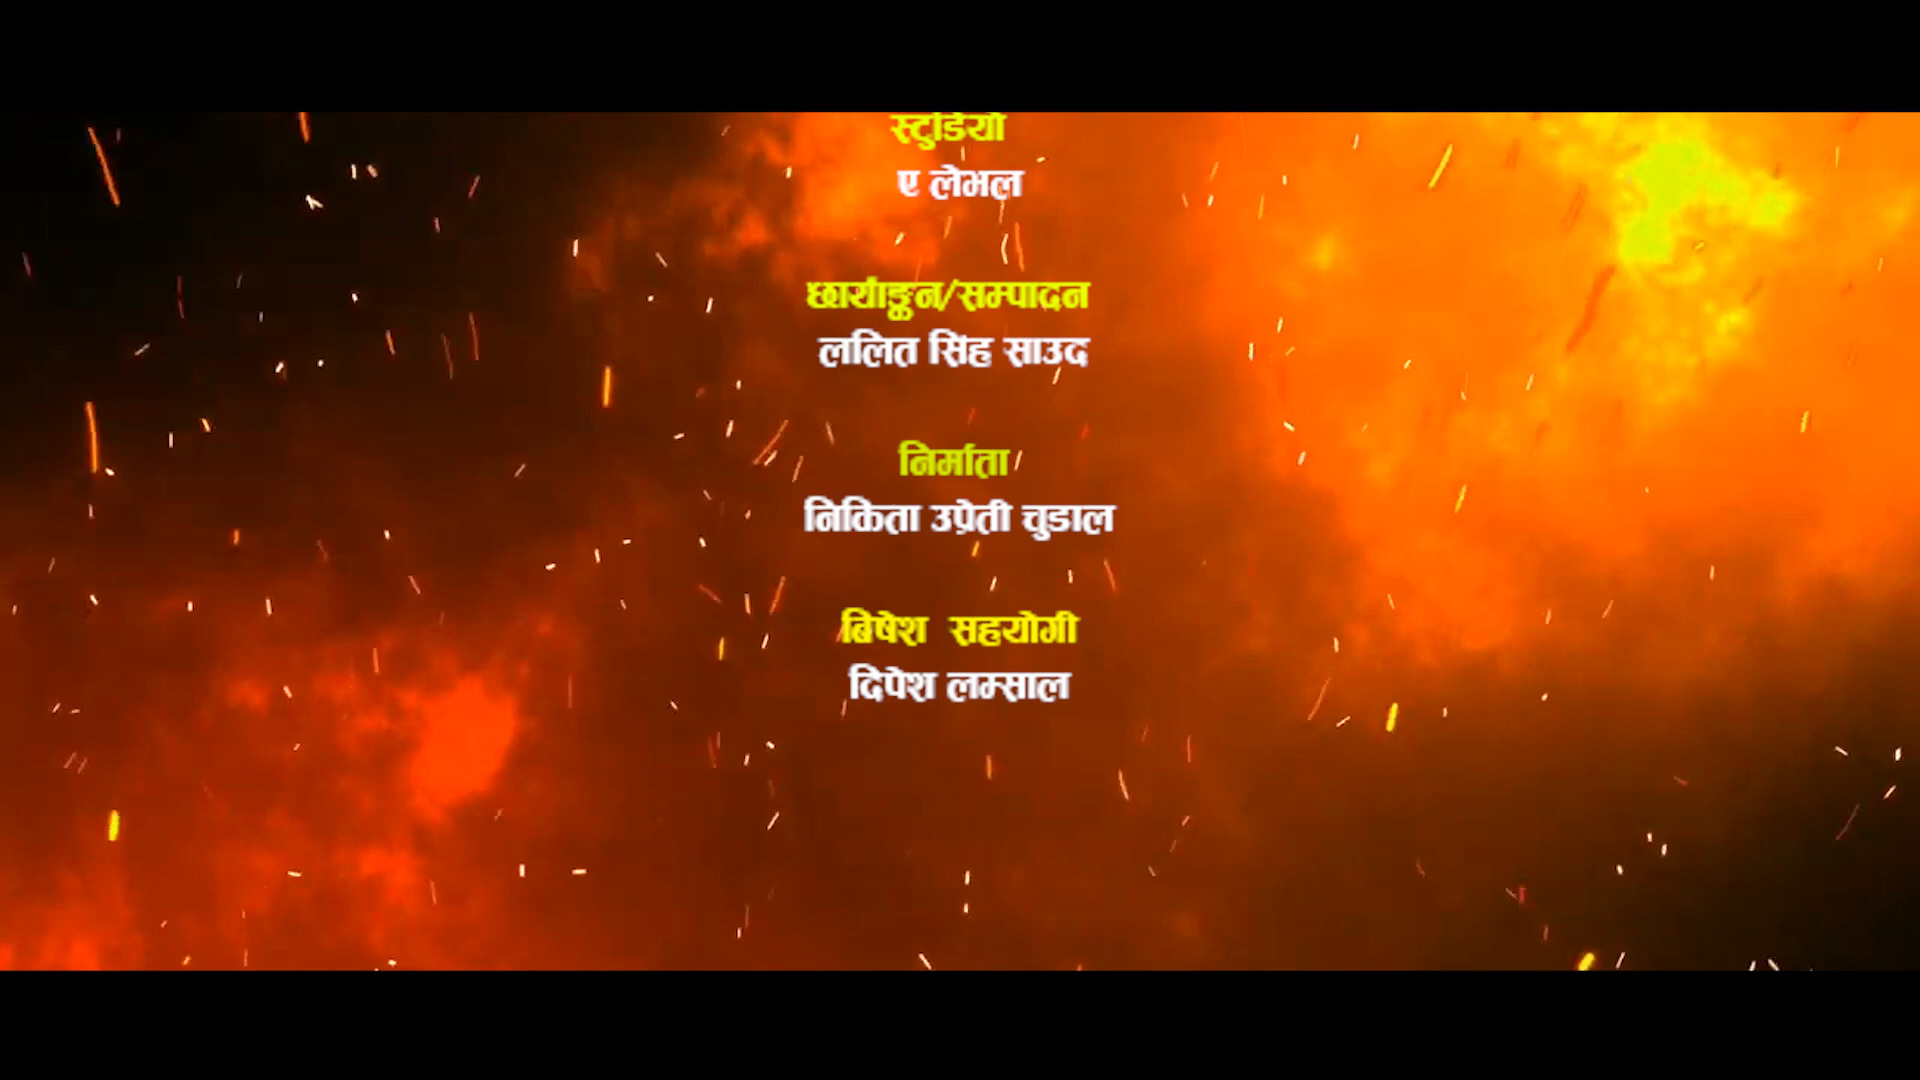 स्टुडियो
ए लेभल
छायाँङ्कन/सम्पादन
ललित सिंह साउद
निर्माता
निकिता उप्रेती चुडाल
बिषेश सहयोगी
दिपेश लम्साल